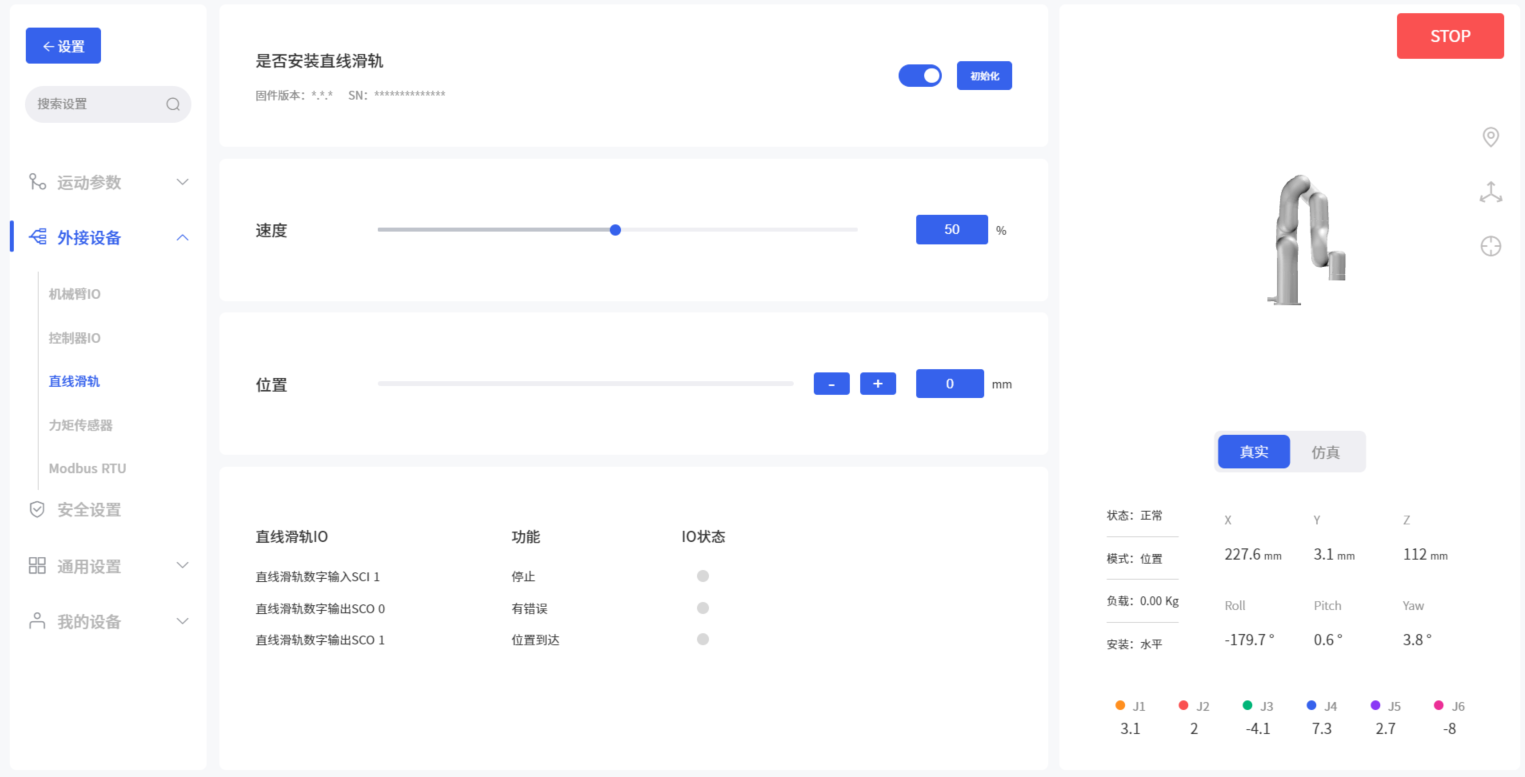 ←设置
搜索设置
运动参数
外接设备
机械臂IO
控制器IO
直线滑轨
力矩传感器
Modbus RTU
安全设置
通用设置
我的设备
是否安装直线滑轨
固件版本: *.*.* SN: **************
初始化
速度
50 %
位置
- + 0 mm
直线滑轨IO 功能 IO状态
直线滑轨数字输入SCI 1 停止
直线滑轨数字输出SCO 0 有错误
直线滑轨数字输出SCO 1 位置到达
STOP
真实 仿真
状态: 正常
模式: 位置
负载: 0.00 Kg
安装: 水平
X Y Z
227.6 mm 3.1 mm 112 mm
Roll Pitch Yaw
-179.7 ° 0.6 ° 3.8 °
J1 J2 J3 J4 J5 J6
3.1 2 -4.1 7.3 2.7 -8